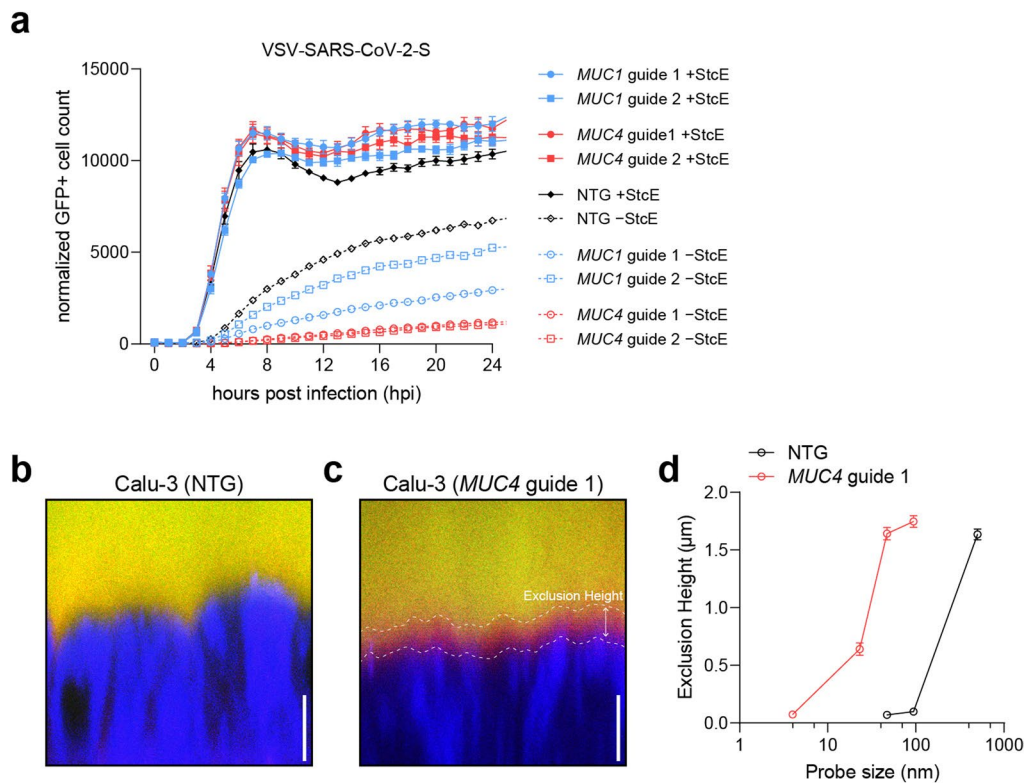 a
VSV-SARS-CoV-2-S
normalized GFP+ cell count
15000
10000
5000
0
0 4 8 12 16 20 24
hours post infection (hpi)
MUC1 guide 1 +StcE
MUC1 guide 2 +StcE
MUC4 guide1 +StcE
MUC4 guide 2 +StcE
NTG +StcE
NTG −StcE
MUC1 guide 1 −StcE
MUC1 guide 2 −StcE
MUC4 guide 1 −StcE
MUC4 guide 2 −StcE
b
Calu-3 (NTG)
c
Calu-3 (MUC4 guide 1)
Exclusion Height
d
NTG
MUC4 guide 1
Exclusion Height (μm)
2.0
1.5
1.0
0.5
0.0
1 10 100 1000
Probe size (nm)